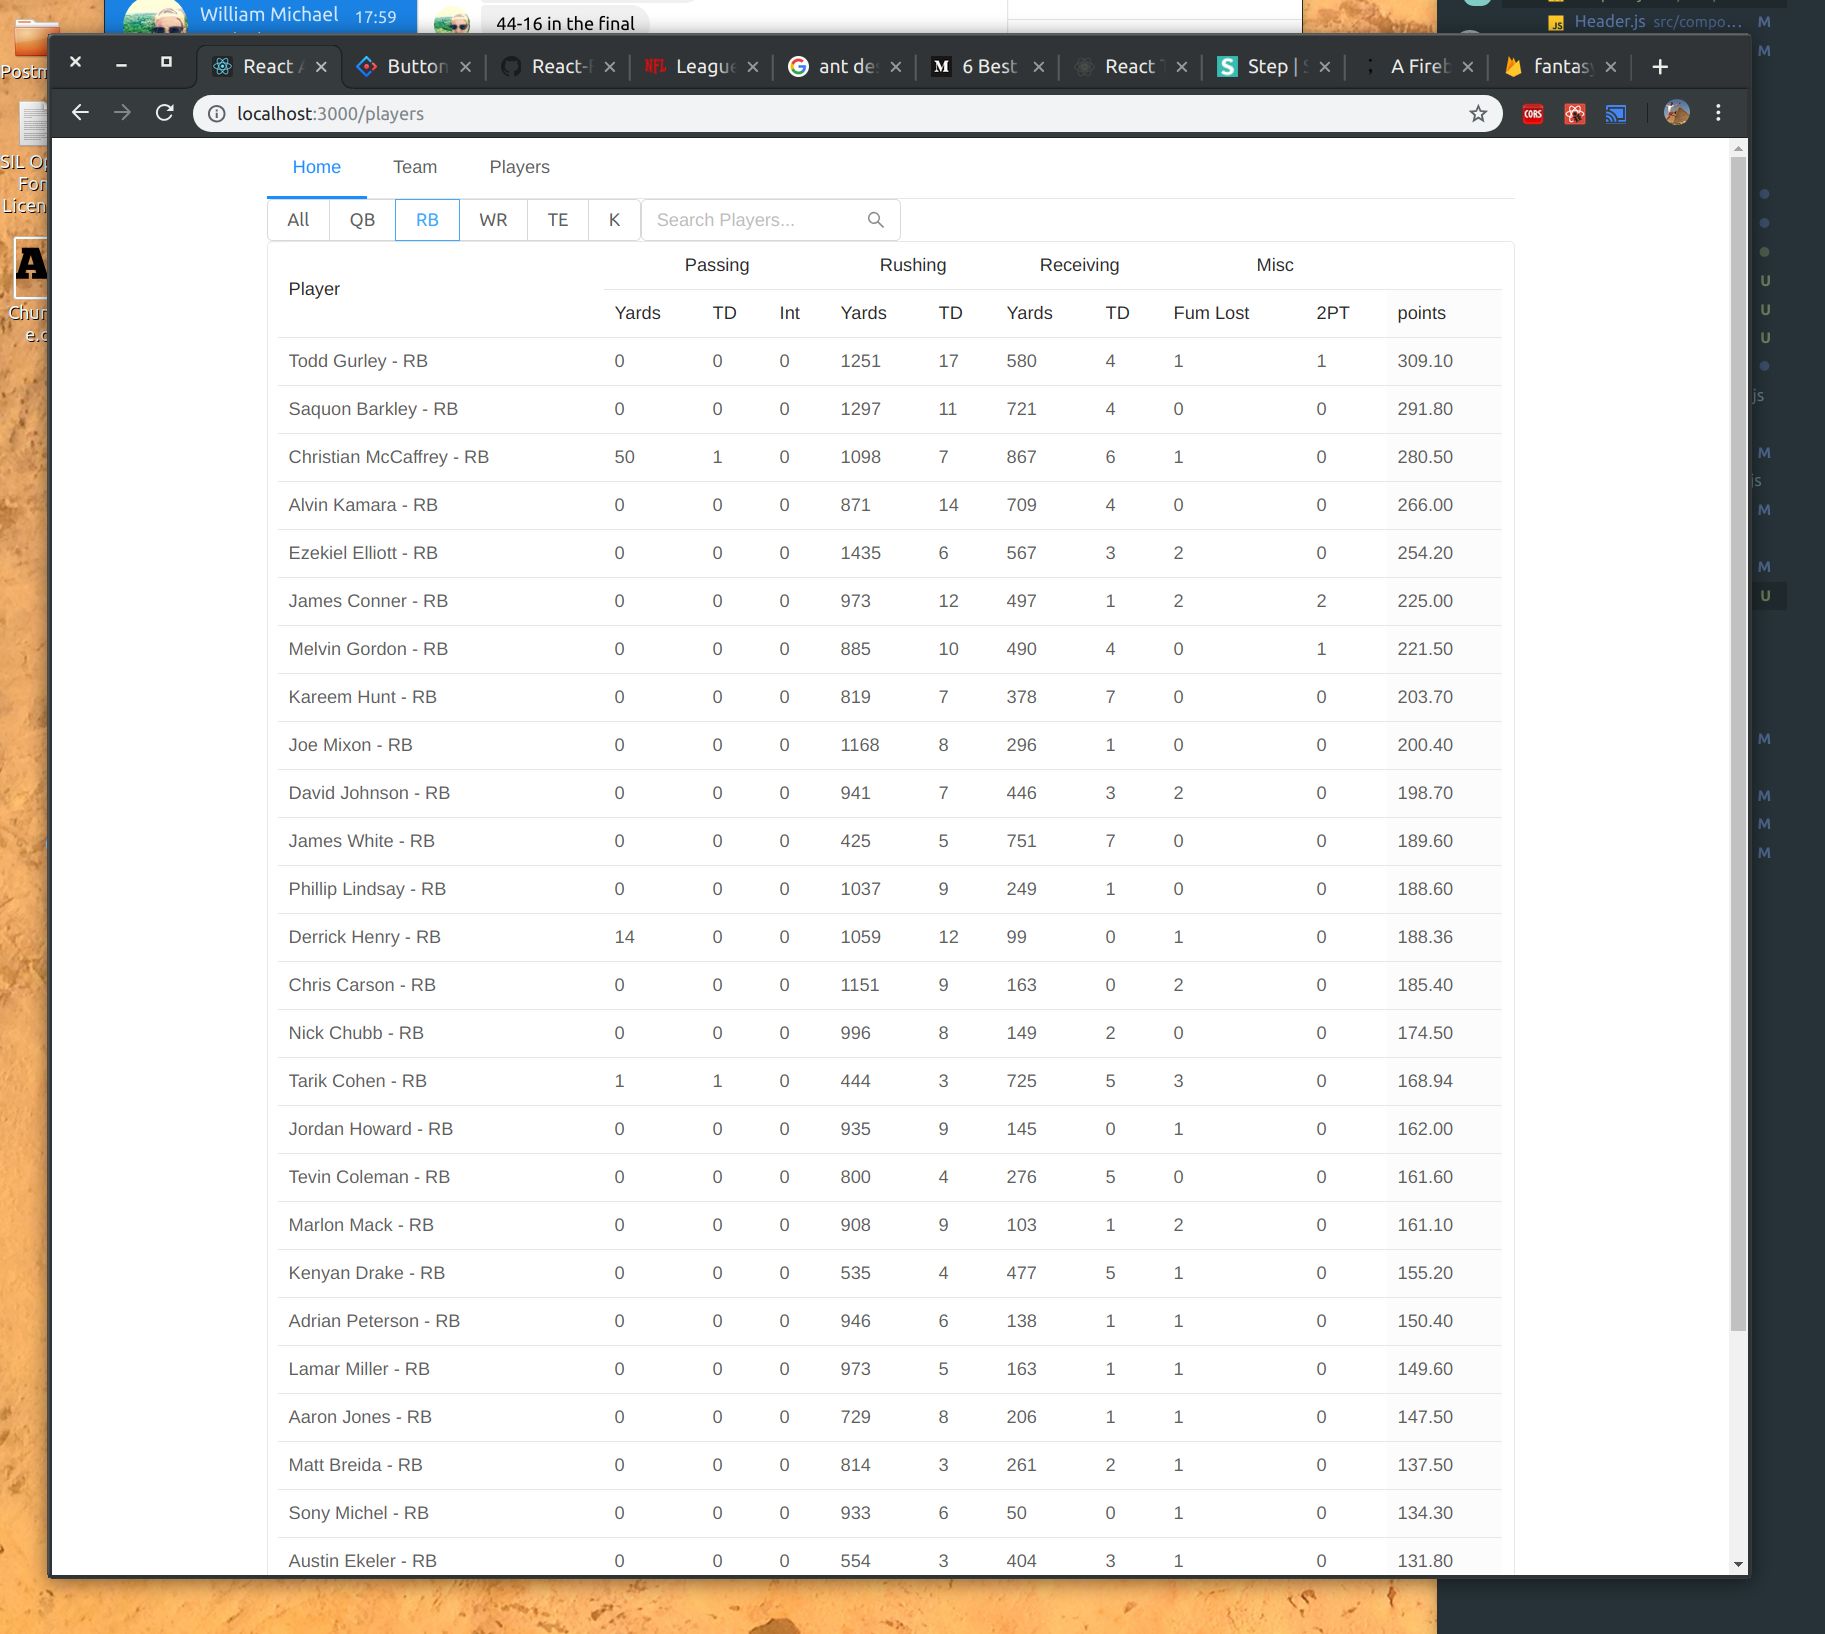 William Michael 17:59
44-16 in the final
Header.js src/compo... M
React Button React- League ant de 6 Best React Step | A Fireb fantas
localhost:3000/players
CORS
Home Team Players
All QB RB WR TE K Search Players...
Passing Rushing Receiving Misc
Player
Yards TD Int Yards TD Yards TD Fum Lost 2PT points
Todd Gurley - RB 0 0 0 1251 17 580 4 1 1 309.10
Saquon Barkley - RB 0 0 0 1297 11 721 4 0 0 291.80
Christian McCaffrey - RB 50 1 0 1098 7 867 6 1 0 280.50
Alvin Kamara - RB 0 0 0 871 14 709 4 0 0 266.00
Ezekiel Elliott - RB 0 0 0 1435 6 567 3 2 0 254.20
James Conner - RB 0 0 0 973 12 497 1 2 2 225.00
Melvin Gordon - RB 0 0 0 885 10 490 4 0 1 221.50
Kareem Hunt - RB 0 0 0 819 7 378 7 0 0 203.70
Joe Mixon - RB 0 0 0 1168 8 296 1 0 0 200.40
David Johnson - RB 0 0 0 941 7 446 3 2 0 198.70
James White - RB 0 0 0 425 5 751 7 0 0 189.60
Phillip Lindsay - RB 0 0 0 1037 9 249 1 0 0 188.60
Derrick Henry - RB 14 0 0 1059 12 99 0 1 0 188.36
Chris Carson - RB 0 0 0 1151 9 163 0 2 0 185.40
Nick Chubb - RB 0 0 0 996 8 149 2 0 0 174.50
Tarik Cohen - RB 1 1 0 444 3 725 5 3 0 168.94
Jordan Howard - RB 0 0 0 935 9 145 0 1 0 162.00
Tevin Coleman - RB 0 0 0 800 4 276 5 0 0 161.60
Marlon Mack - RB 0 0 0 908 9 103 1 2 0 161.10
Kenyan Drake - RB 0 0 0 535 4 477 5 1 0 155.20
Adrian Peterson - RB 0 0 0 946 6 138 1 1 0 150.40
Lamar Miller - RB 0 0 0 973 5 163 1 1 0 149.60
Aaron Jones - RB 0 0 0 729 8 206 1 1 0 147.50
Matt Breida - RB 0 0 0 814 3 261 2 1 0 137.50
Sony Michel - RB 0 0 0 933 6 50 0 1 0 134.30
Austin Ekeler - RB 0 0 0 554 3 404 3 1 0 131.80